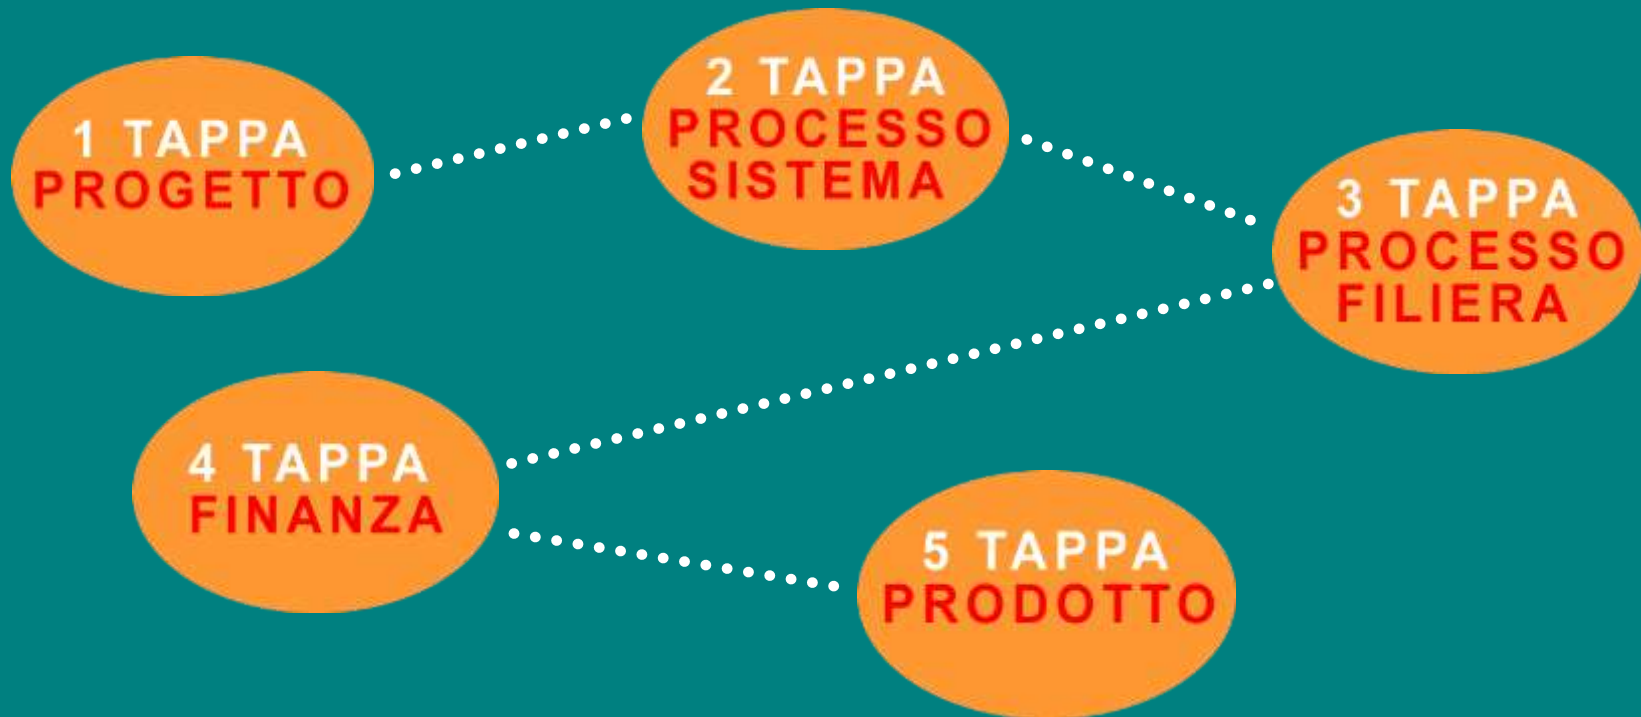 1 TAPPA
PROGETTO
2 TAPPA
PROCESSO
SISTEMA
3 TAPPA
PROCESSO
FILIERA
4 TAPPA
FINANZA
5 TAPPA
PRODOTTO